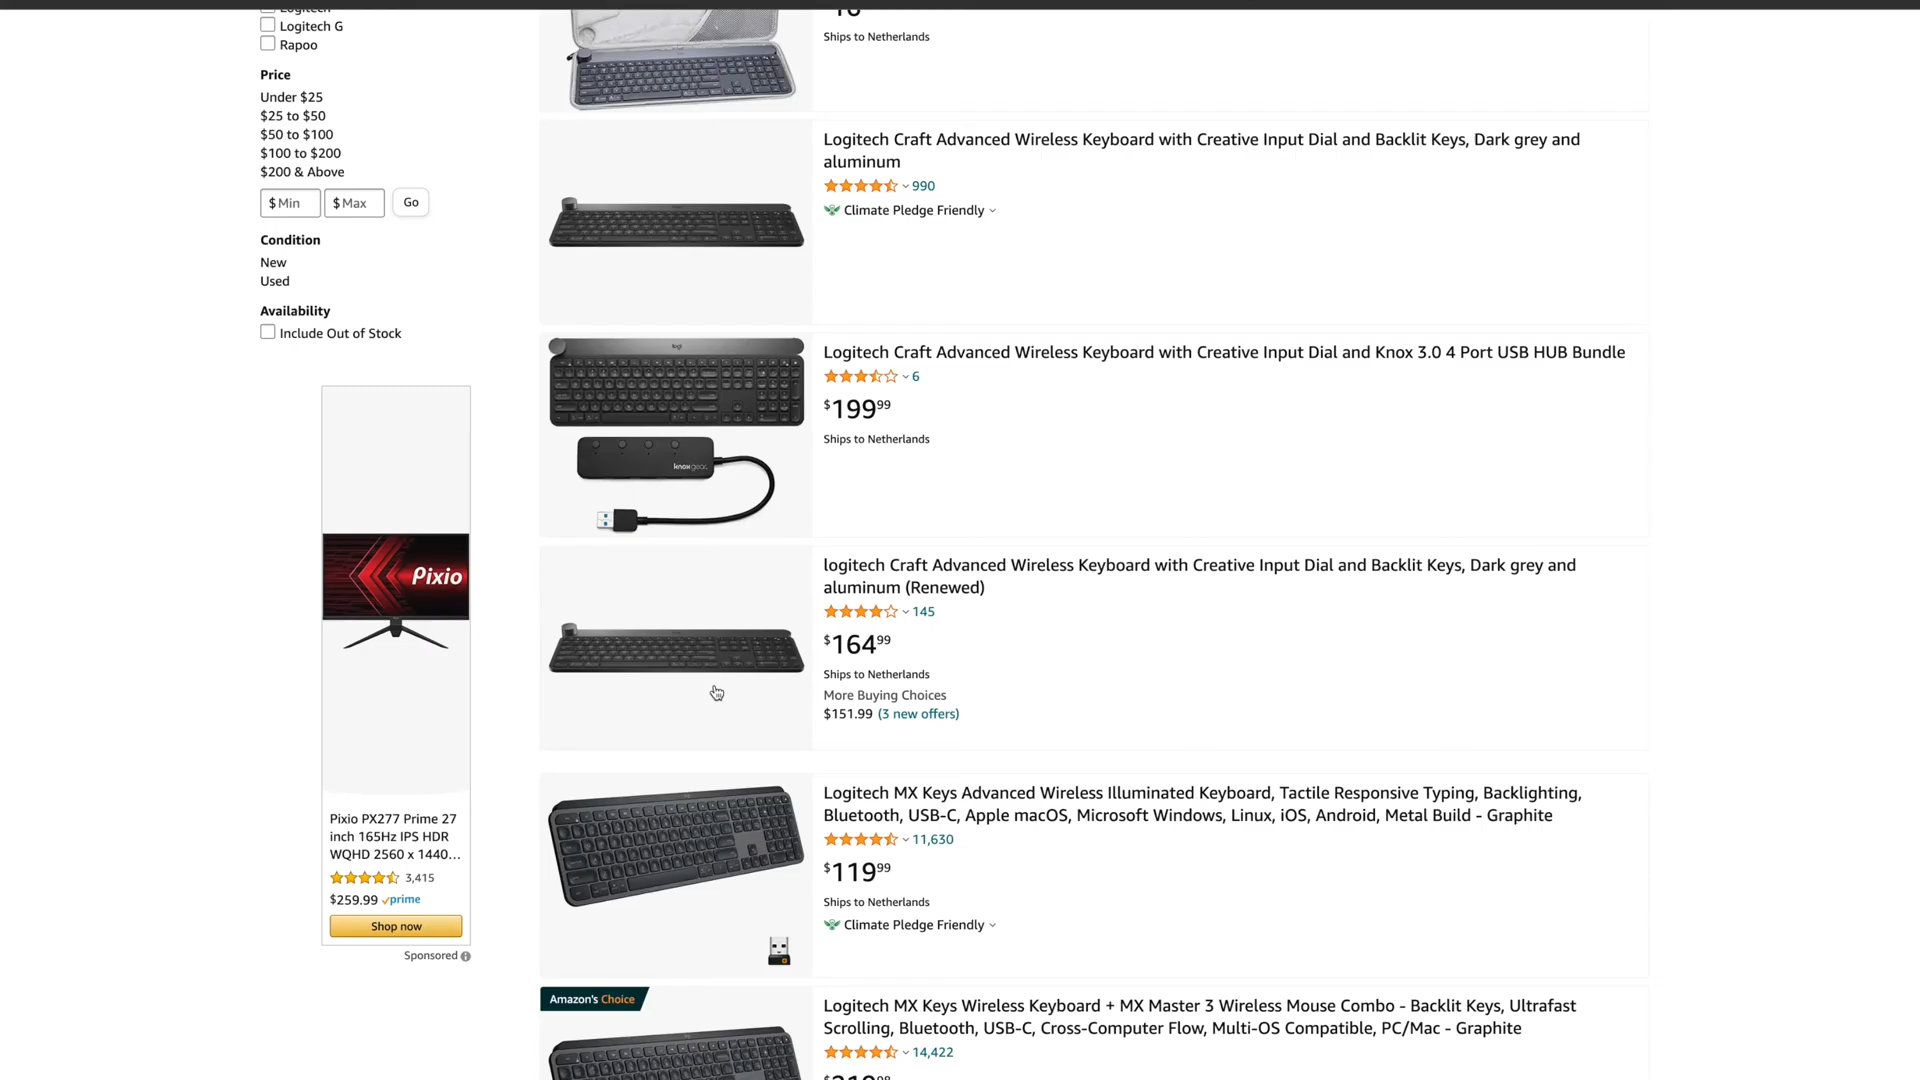 Logitech
Logitech G
Rapoo
Price
Under $25
$25 to $50
$50 to $100
$100 to $200
$200 & Above
$ Min
$ Max
Go
Condition
New
Used
Availability
Include Out of Stock
Pixio
Pixio PX277 Prime 27
inch 165Hz IPS HDR
WQHD 2560 x 1440...
3,415
$259.99 prime
Shop now
Sponsored
Ships to Netherlands
Logitech Craft Advanced Wireless Keyboard with Creative Input Dial and Backlit Keys, Dark grey and
aluminum
990
Climate Pledge Friendly
logi
knoxgear
Logitech Craft Advanced Wireless Keyboard with Creative Input Dial and Knox 3.0 4 Port USB HUB Bundle
6
$199.99
Ships to Netherlands
logitech Craft Advanced Wireless Keyboard with Creative Input Dial and Backlit Keys, Dark grey and
aluminum (Renewed)
145
$164.99
Ships to Netherlands
More Buying Choices
$151.99 (3 new offers)
Logitech MX Keys Advanced Wireless Illuminated Keyboard, Tactile Responsive Typing, Backlighting,
Bluetooth, USB-C, Apple macOS, Microsoft Windows, Linux, iOS, Android, Metal Build - Graphite
11,630
$119.99
Ships to Netherlands
Climate Pledge Friendly
Amazon's Choice
Logitech MX Keys Wireless Keyboard + MX Master 3 Wireless Mouse Combo - Backlit Keys, Ultrafast
Scrolling, Bluetooth, USB-C, Cross-Computer Flow, Multi-OS Compatible, PC/Mac - Graphite
14,422